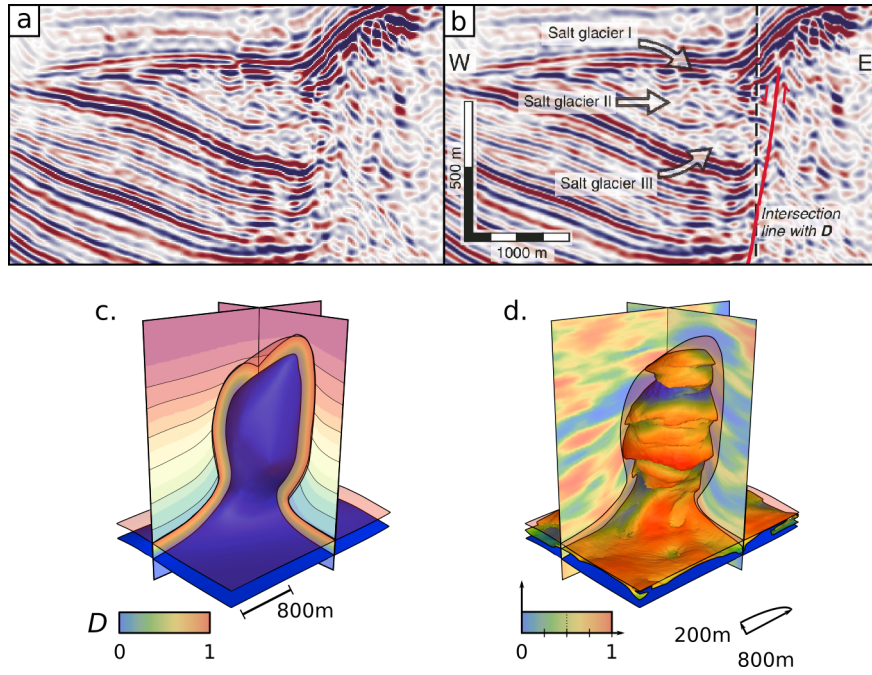 a
b
Salt glacier I
W
E
Salt glacier II
Salt glacier III
500 m
1000 m
Intersection
line with D
c.
d.
D
0
1
800m
0
1
200m
800m